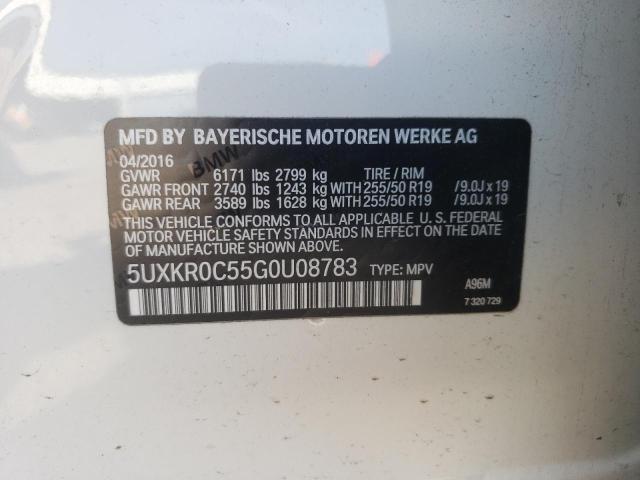 MFD BY BAYERISCHE MOTOREN WERKE AG
04/2016
GVWR 6171 lbs 2799 kg TIRE / RIM
GAWR FRONT 2740 lbs 1243 kg WITH 255/50 R19 /9.0J x 19
GAWR REAR 3589 lbs 1628 kg WITH 255/50 R19 /9.0J x 19
THIS VEHICLE CONFORMS TO ALL APPLICABLE U. S. FEDERAL
MOTOR VEHICLE SAFETY STANDARDS IN EFFECT ON THE
DATE OF MANUFACTURE SHOWN ABOVE.
5UXKR0C55G0U08783 TYPE: MPV
A96M
7 320 729
BMW